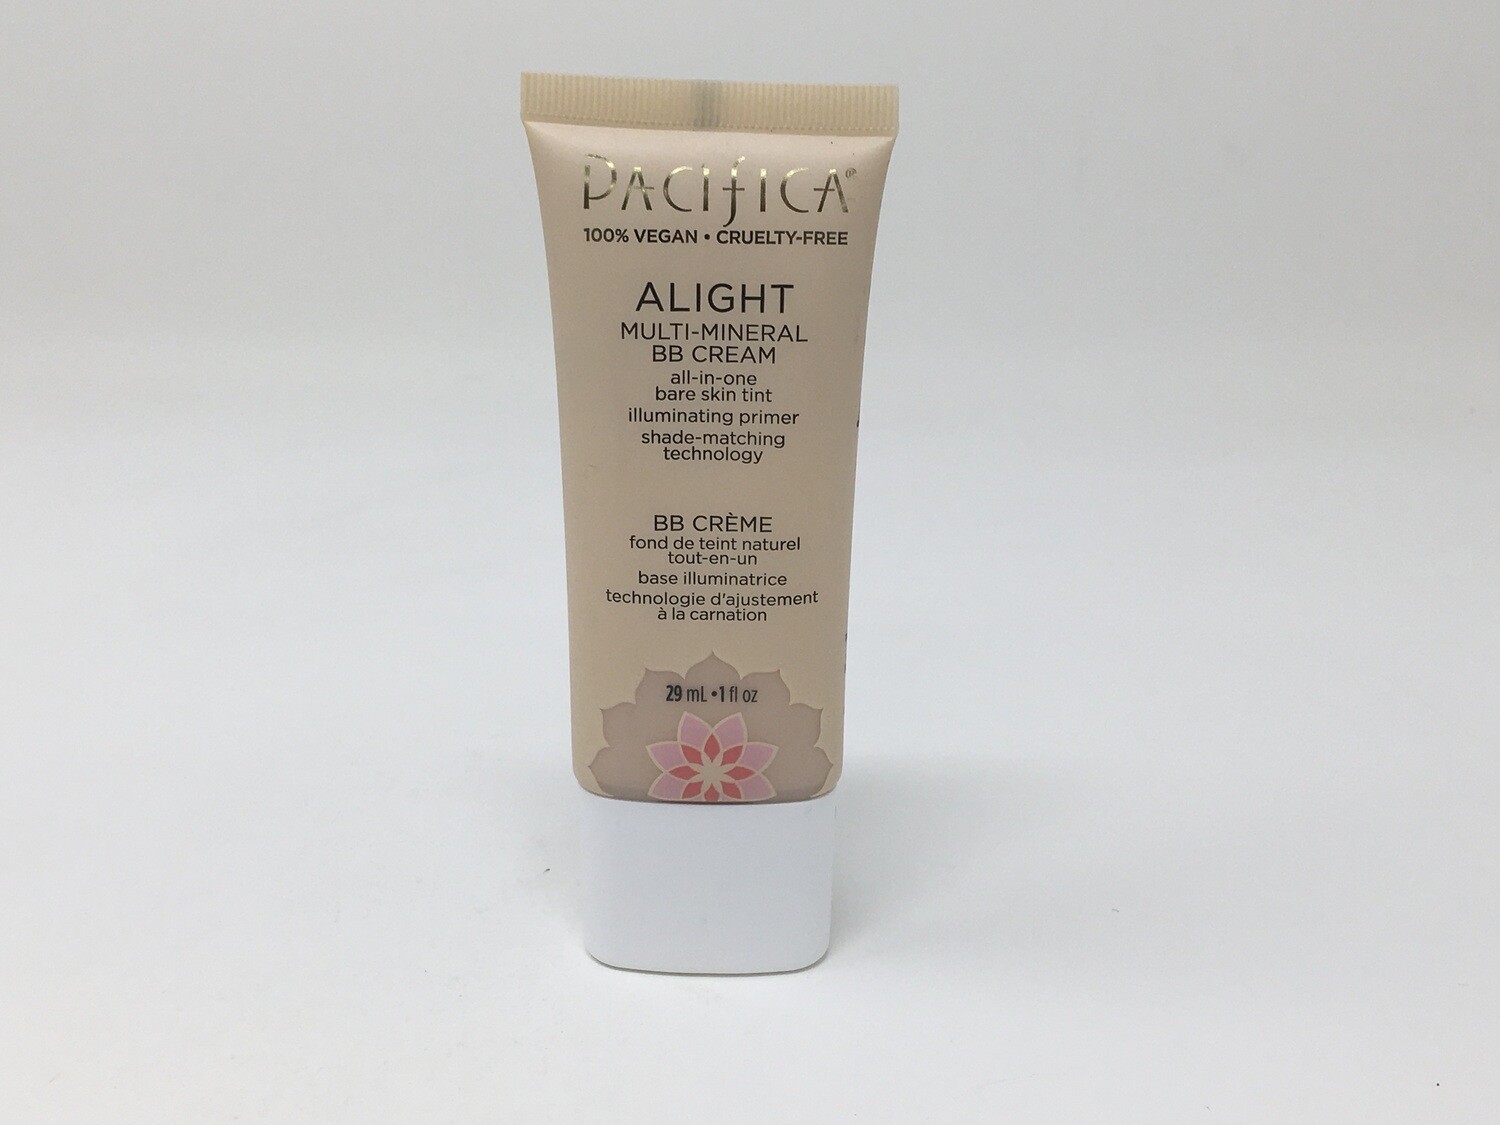 PACIFICA
100% VEGAN • CRUELTY-FREE
ALIGHT
MULTI-MINERAL
BB CREAM
all-in-one
bare skin tint
illuminating primer
shade-matching
technology
BB CRÈME
fond de teint naturel
tout-en-un
base illuminatrice
technologie d'ajustement
à la carnation
29 mL • 1 fl oz